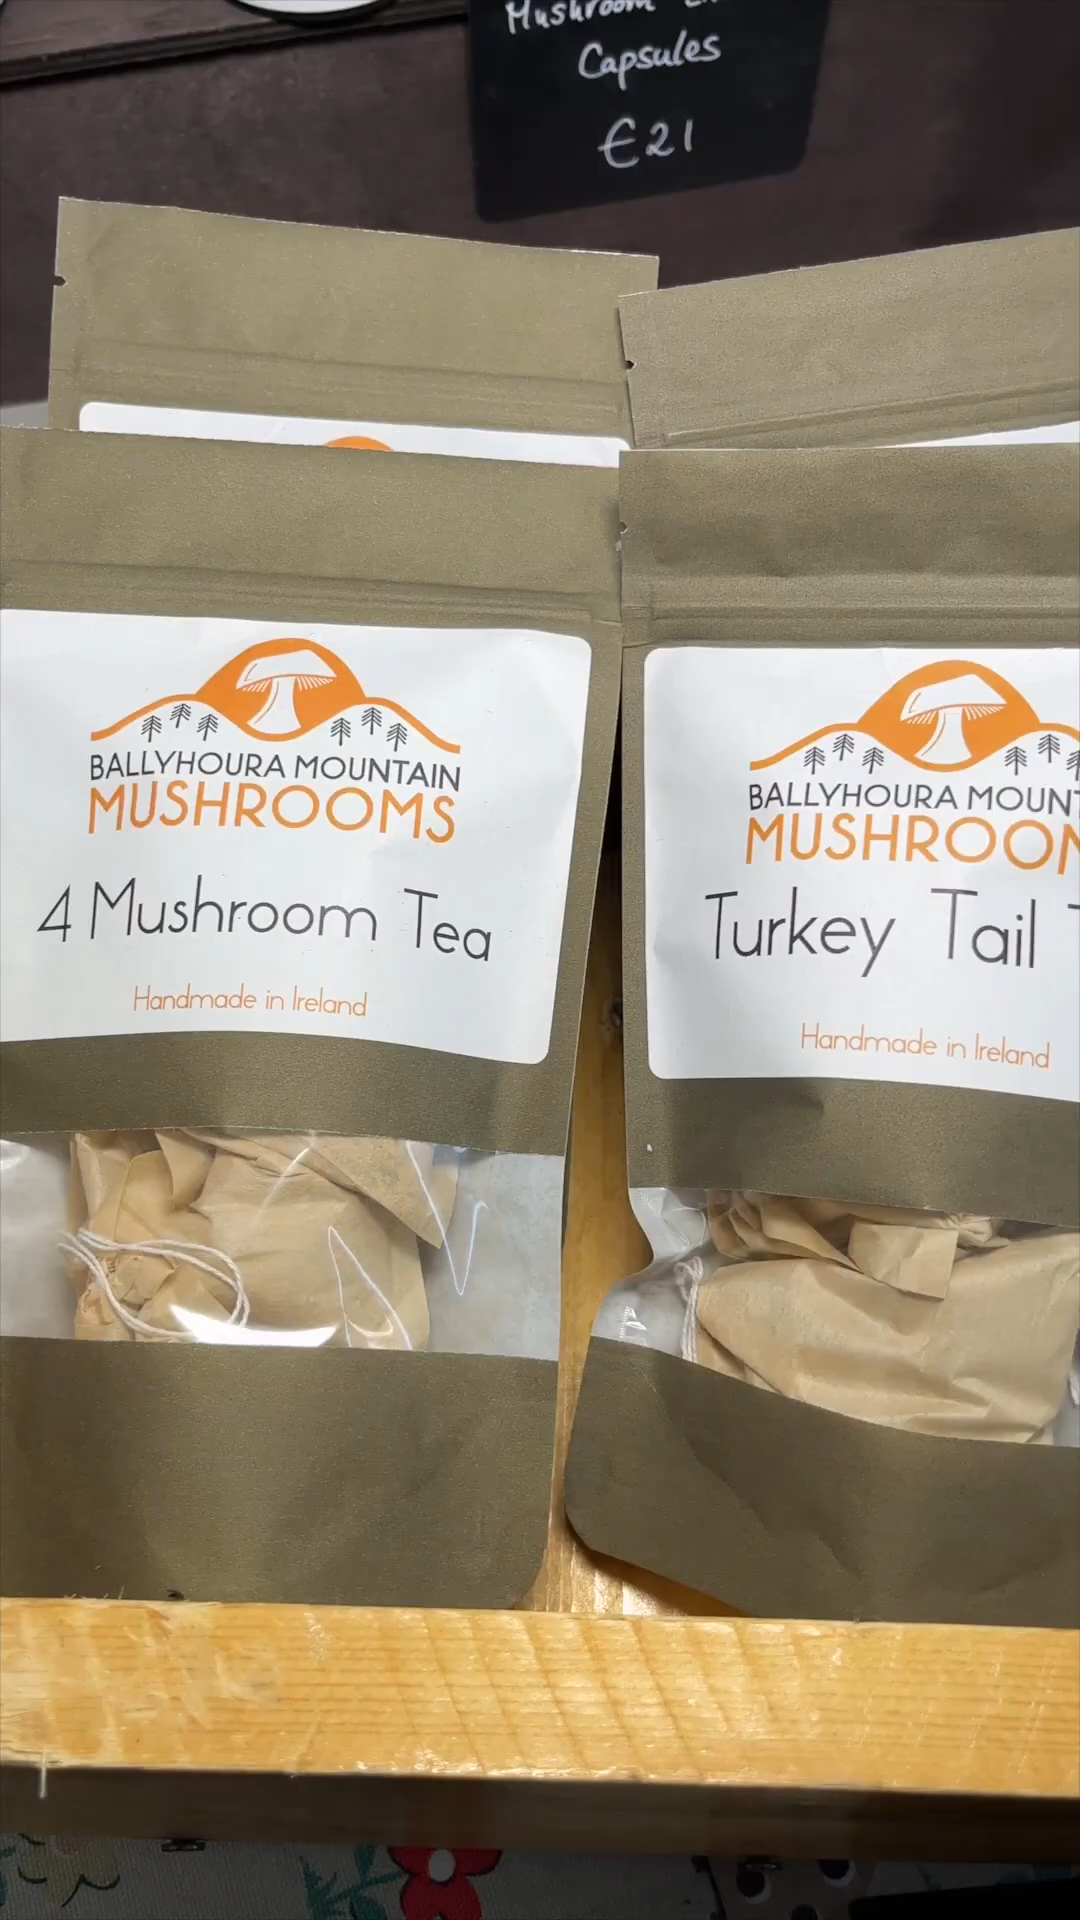 Mushroom
Capsules
€21
BALLYHOURA MOUNTAIN
MUSHROOMS
4 Mushroom Tea
Handmade in Ireland
BALLYHOURA MOUNT
MUSHROOM
Turkey Tail
Handmade in Ireland